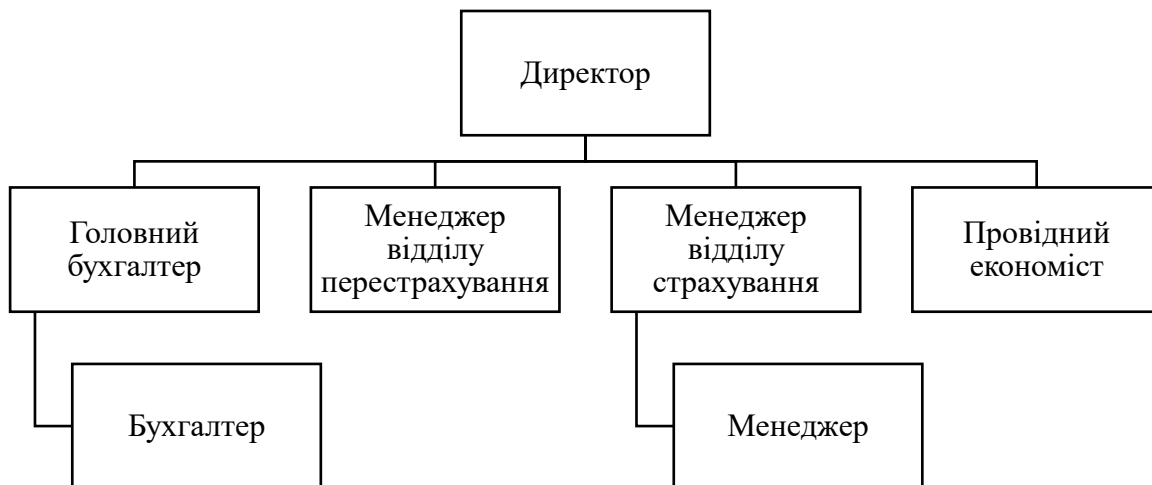 Директор
Головний
бухгалтер
Менеджер
відділу
перестрахування
Менеджер
відділу
страхування
Провідний
економіст
Бухгалтер
Менеджер